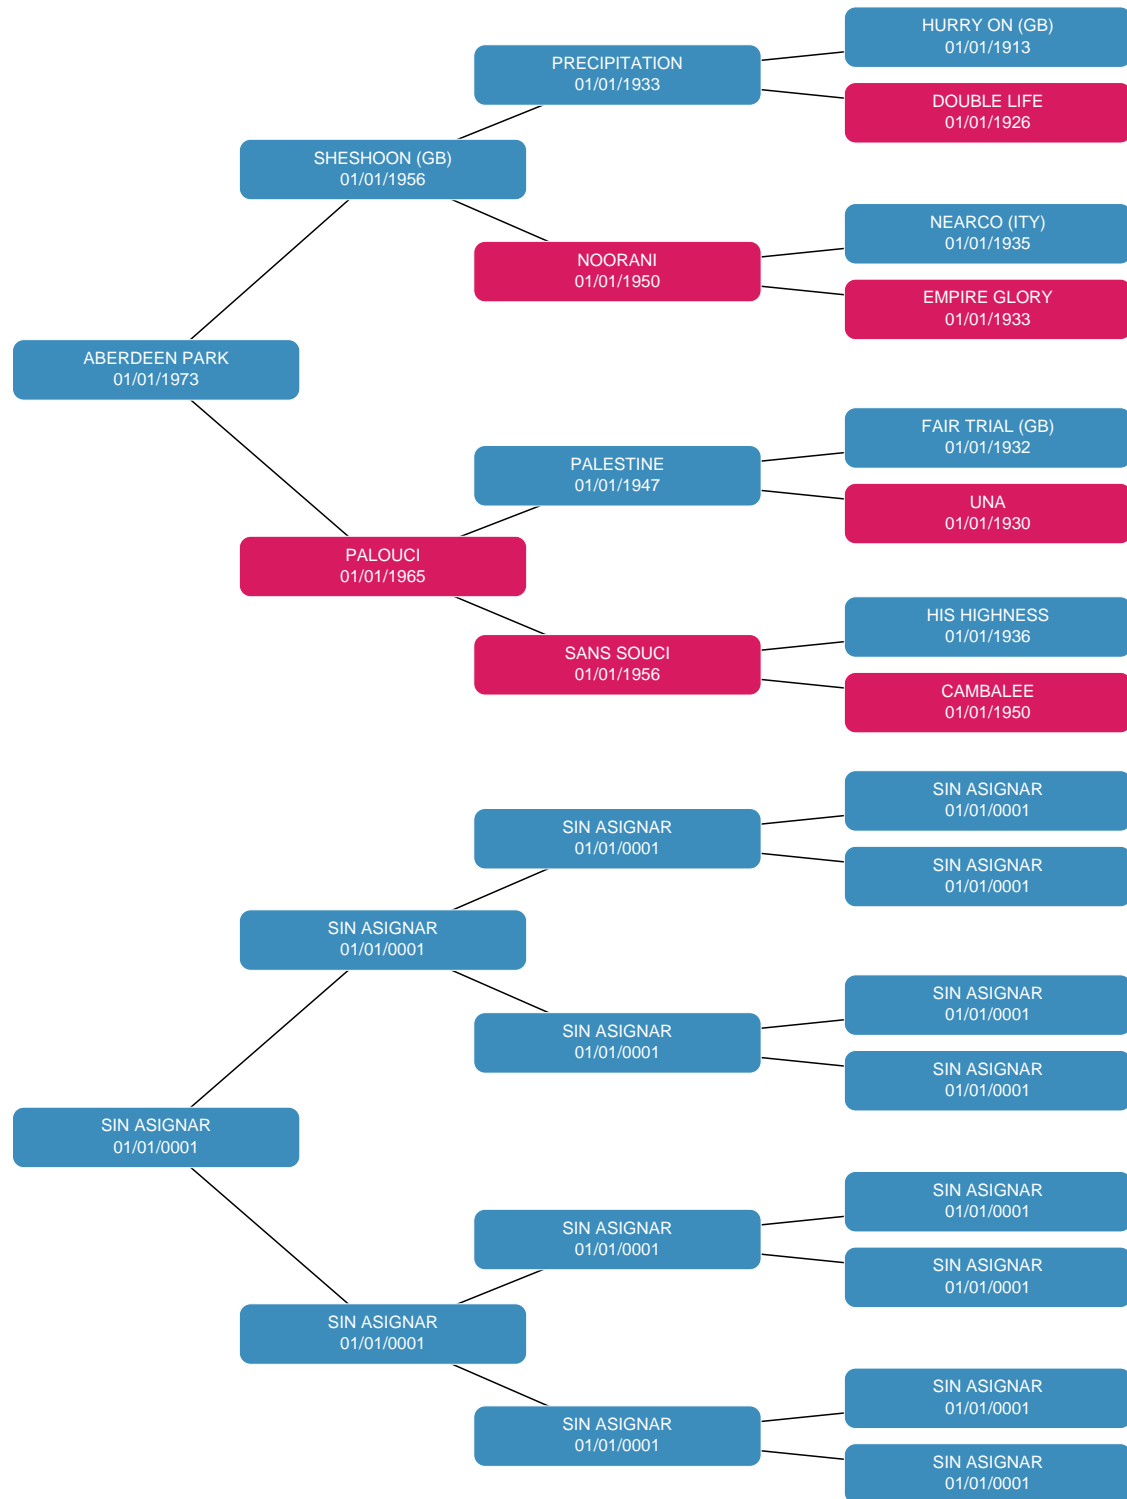 HURRY ON (GB)
01/01/1913
PRECIPITATION
01/01/1933
DOUBLE LIFE
01/01/1926
SHESHOON (GB)
01/01/1956
NEARCO (ITY)
01/01/1935
NOORANI
01/01/1950
EMPIRE GLORY
01/01/1933
ABERDEEN PARK
01/01/1973
FAIR TRIAL (GB)
01/01/1932
PALESTINE
01/01/1947
UNA
01/01/1930
PALOUCI
01/01/1965
HIS HIGHNESS
01/01/1936
SANS SOUCI
01/01/1956
CAMBALEE
01/01/1950
SIN ASIGNAR
01/01/0001
SIN ASIGNAR
01/01/0001
SIN ASIGNAR
01/01/0001
SIN ASIGNAR
01/01/0001
SIN ASIGNAR
01/01/0001
SIN ASIGNAR
01/01/0001
SIN ASIGNAR
01/01/0001
SIN ASIGNAR
01/01/0001
SIN ASIGNAR
01/01/0001
SIN ASIGNAR
01/01/0001
SIN ASIGNAR
01/01/0001
SIN ASIGNAR
01/01/0001
SIN ASIGNAR
01/01/0001
SIN ASIGNAR
01/01/0001
SIN ASIGNAR
01/01/0001